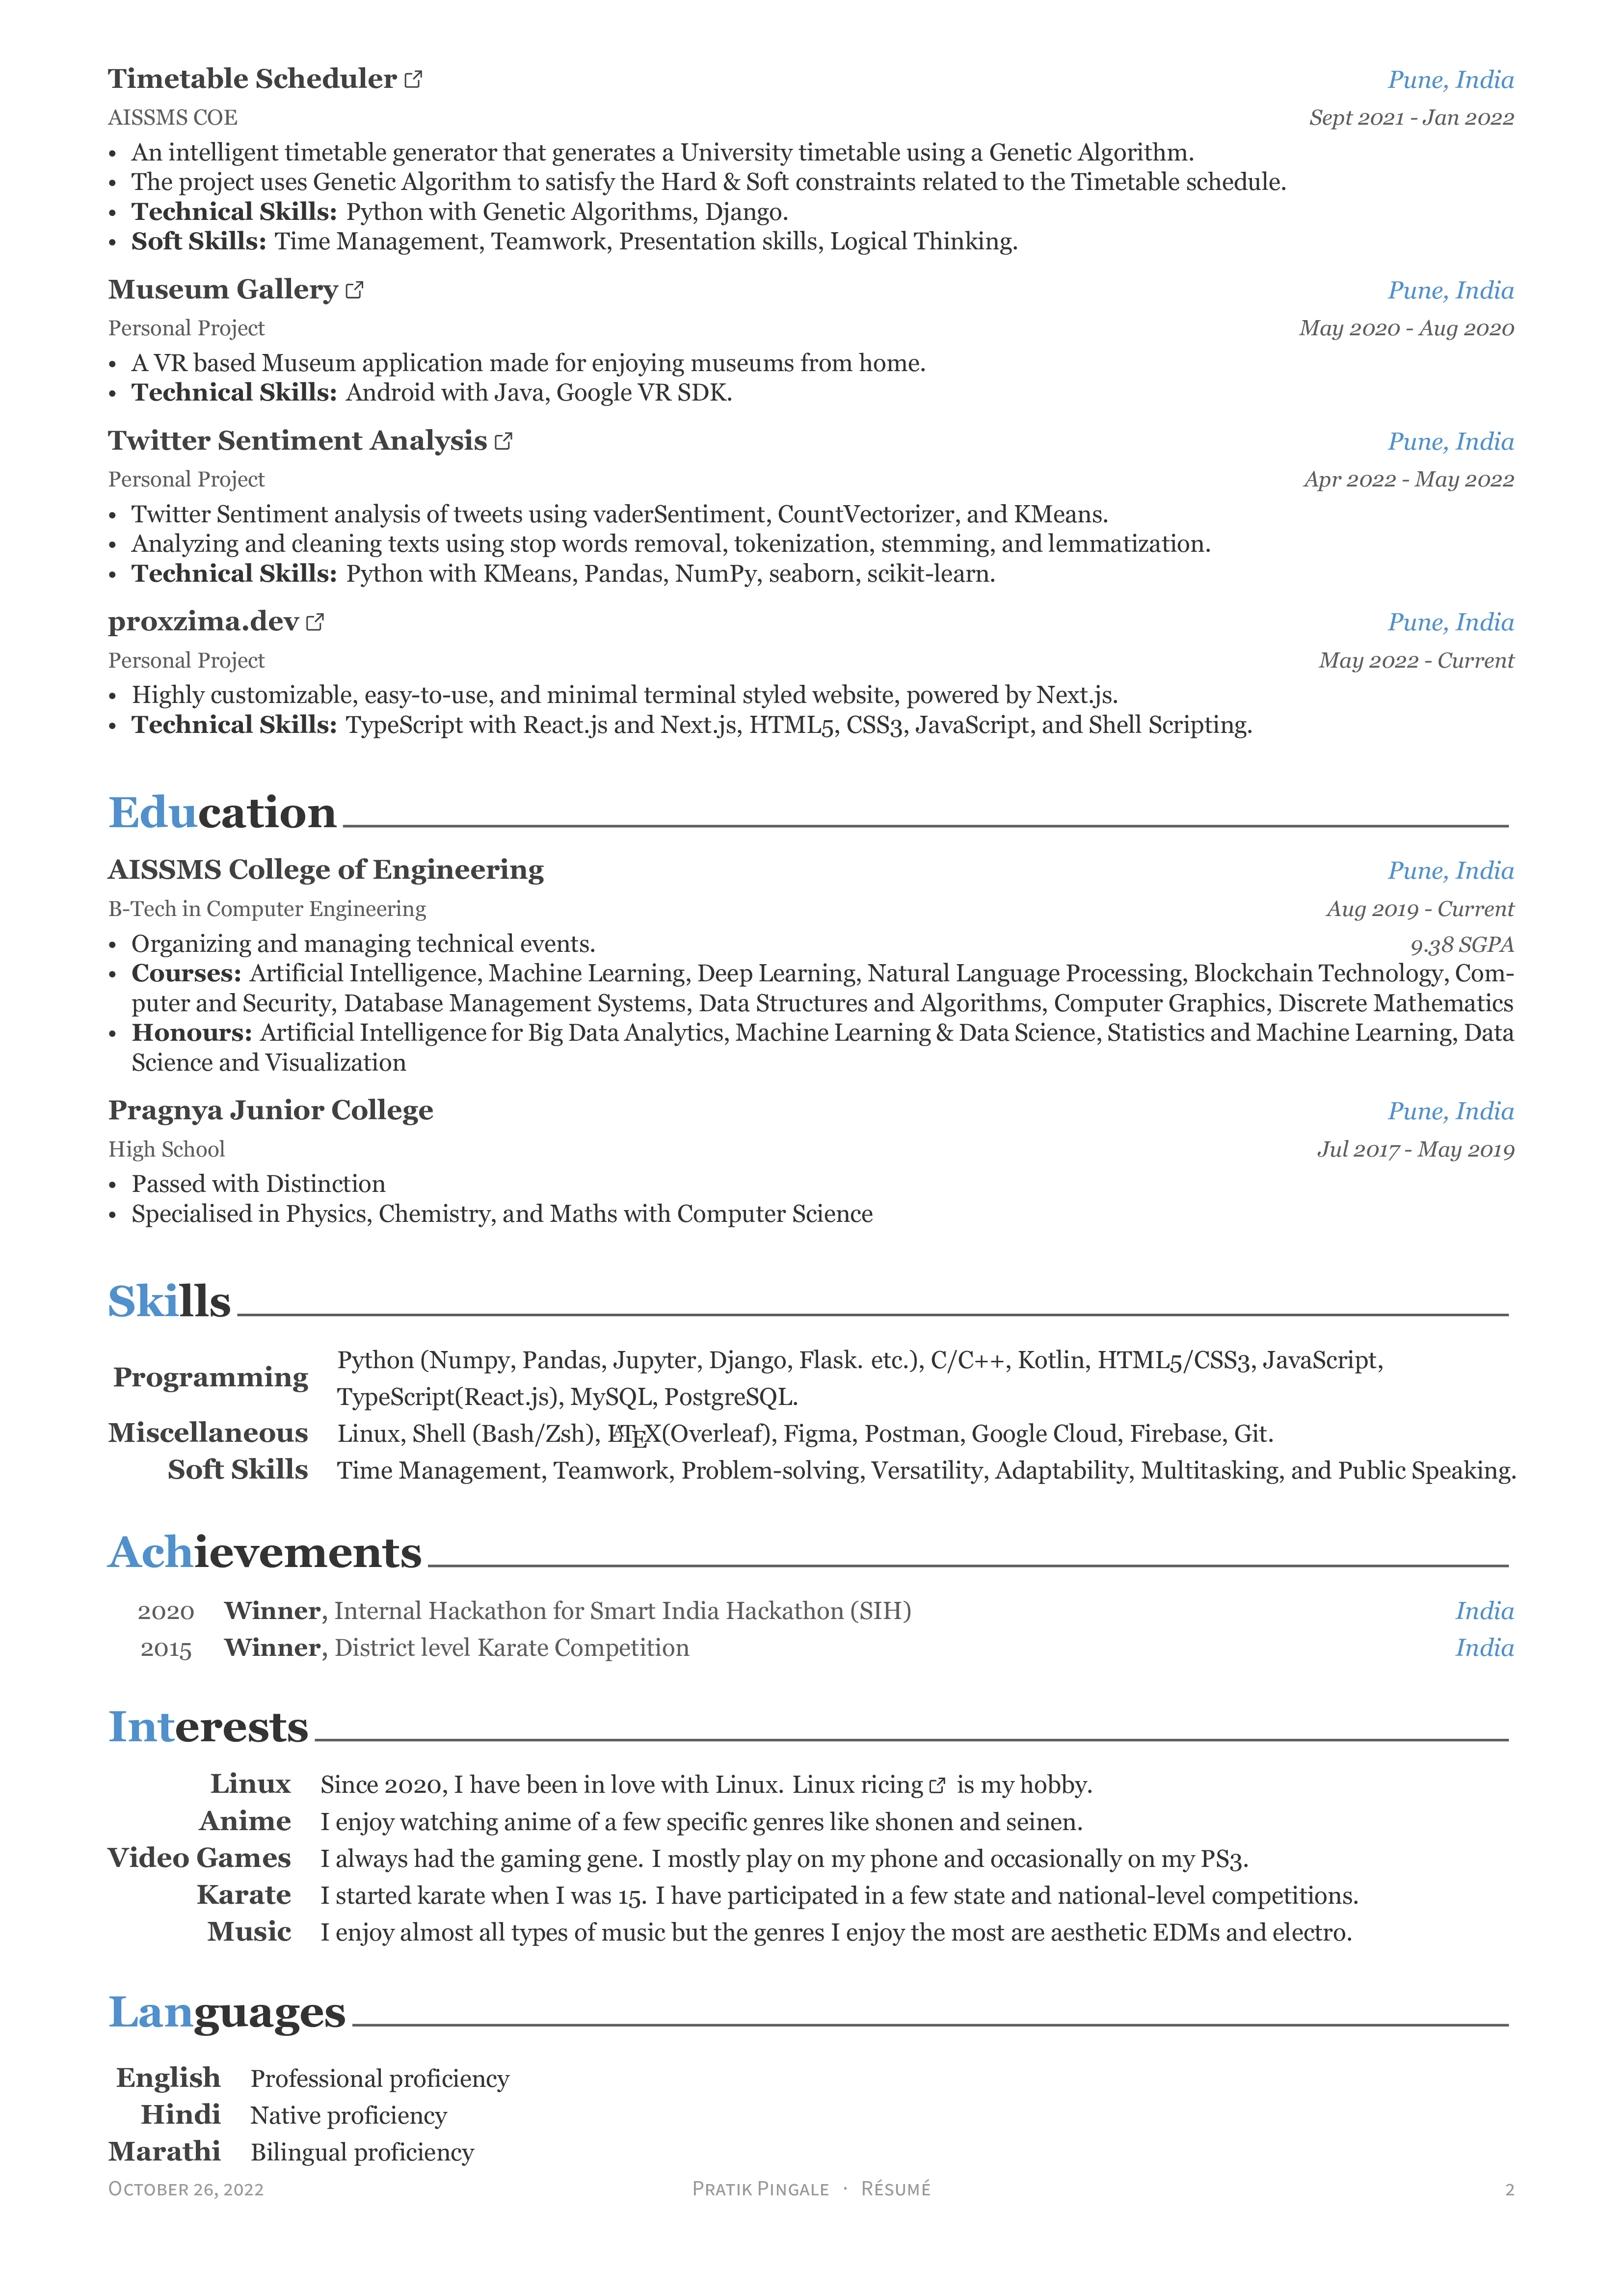 Timetable Scheduler Pune, India
AISSMS COE Sept 2021 - Jan 2022
• An intelligent timetable generator that generates a University timetable using a Genetic Algorithm.
• The project uses Genetic Algorithm to satisfy the Hard & Soft constraints related to the Timetable schedule.
• Technical Skills: Python with Genetic Algorithms, Django.
• Soft Skills: Time Management, Teamwork, Presentation skills, Logical Thinking.
Museum Gallery Pune, India
Personal Project May 2020 - Aug 2020
• A VR based Museum application made for enjoying museums from home.
• Technical Skills: Android with Java, Google VR SDK.
Twitter Sentiment Analysis Pune, India
Personal Project Apr 2022 - May 2022
• Twitter Sentiment analysis of tweets using vaderSentiment, CountVectorizer, and KMeans.
• Analyzing and cleaning texts using stop words removal, tokenization, stemming, and lemmatization.
• Technical Skills: Python with KMeans, Pandas, NumPy, seaborn, scikit-learn.
proxzima.dev Pune, India
Personal Project May 2022 - Current
• Highly customizable, easy-to-use, and minimal terminal styled website, powered by Next.js.
• Technical Skills: TypeScript with React.js and Next.js, HTML5, CSS3, JavaScript, and Shell Scripting.
Education
AISSMS College of Engineering Pune, India
B-Tech in Computer Engineering Aug 2019 - Current
• Organizing and managing technical events. 9.38 SGPA
• Courses: Artificial Intelligence, Machine Learning, Deep Learning, Natural Language Processing, Blockchain Technology, Com-
puter and Security, Database Management Systems, Data Structures and Algorithms, Computer Graphics, Discrete Mathematics
• Honours: Artificial Intelligence for Big Data Analytics, Machine Learning & Data Science, Statistics and Machine Learning, Data
Science and Visualization
Pragnya Junior College Pune, India
High School Jul 2017 - May 2019
• Passed with Distinction
• Specialised in Physics, Chemistry, and Maths with Computer Science
Skills
Programming Python (Numpy, Pandas, Jupyter, Django, Flask. etc.), C/C++, Kotlin, HTML5/CSS3, JavaScript,
TypeScript(React.js), MySQL, PostgreSQL.
Miscellaneous Linux, Shell (Bash/Zsh), LATEX(Overleaf), Figma, Postman, Google Cloud, Firebase, Git.
Soft Skills Time Management, Teamwork, Problem-solving, Versatility, Adaptability, Multitasking, and Public Speaking.
Achievements
2020 Winner, Internal Hackathon for Smart India Hackathon (SIH) India
2015 Winner, District level Karate Competition India
Interests
Linux Since 2020, I have been in love with Linux. Linux ricing is my hobby.
Anime I enjoy watching anime of a few specific genres like shonen and seinen.
Video Games I always had the gaming gene. I mostly play on my phone and occasionally on my PS3.
Karate I started karate when I was 15. I have participated in a few state and national-level competitions.
Music I enjoy almost all types of music but the genres I enjoy the most are aesthetic EDMs and electro.
Languages
English Professional proficiency
Hindi Native proficiency
Marathi Bilingual proficiency
October 26, 2022 Pratik Pingale · Résumé 2